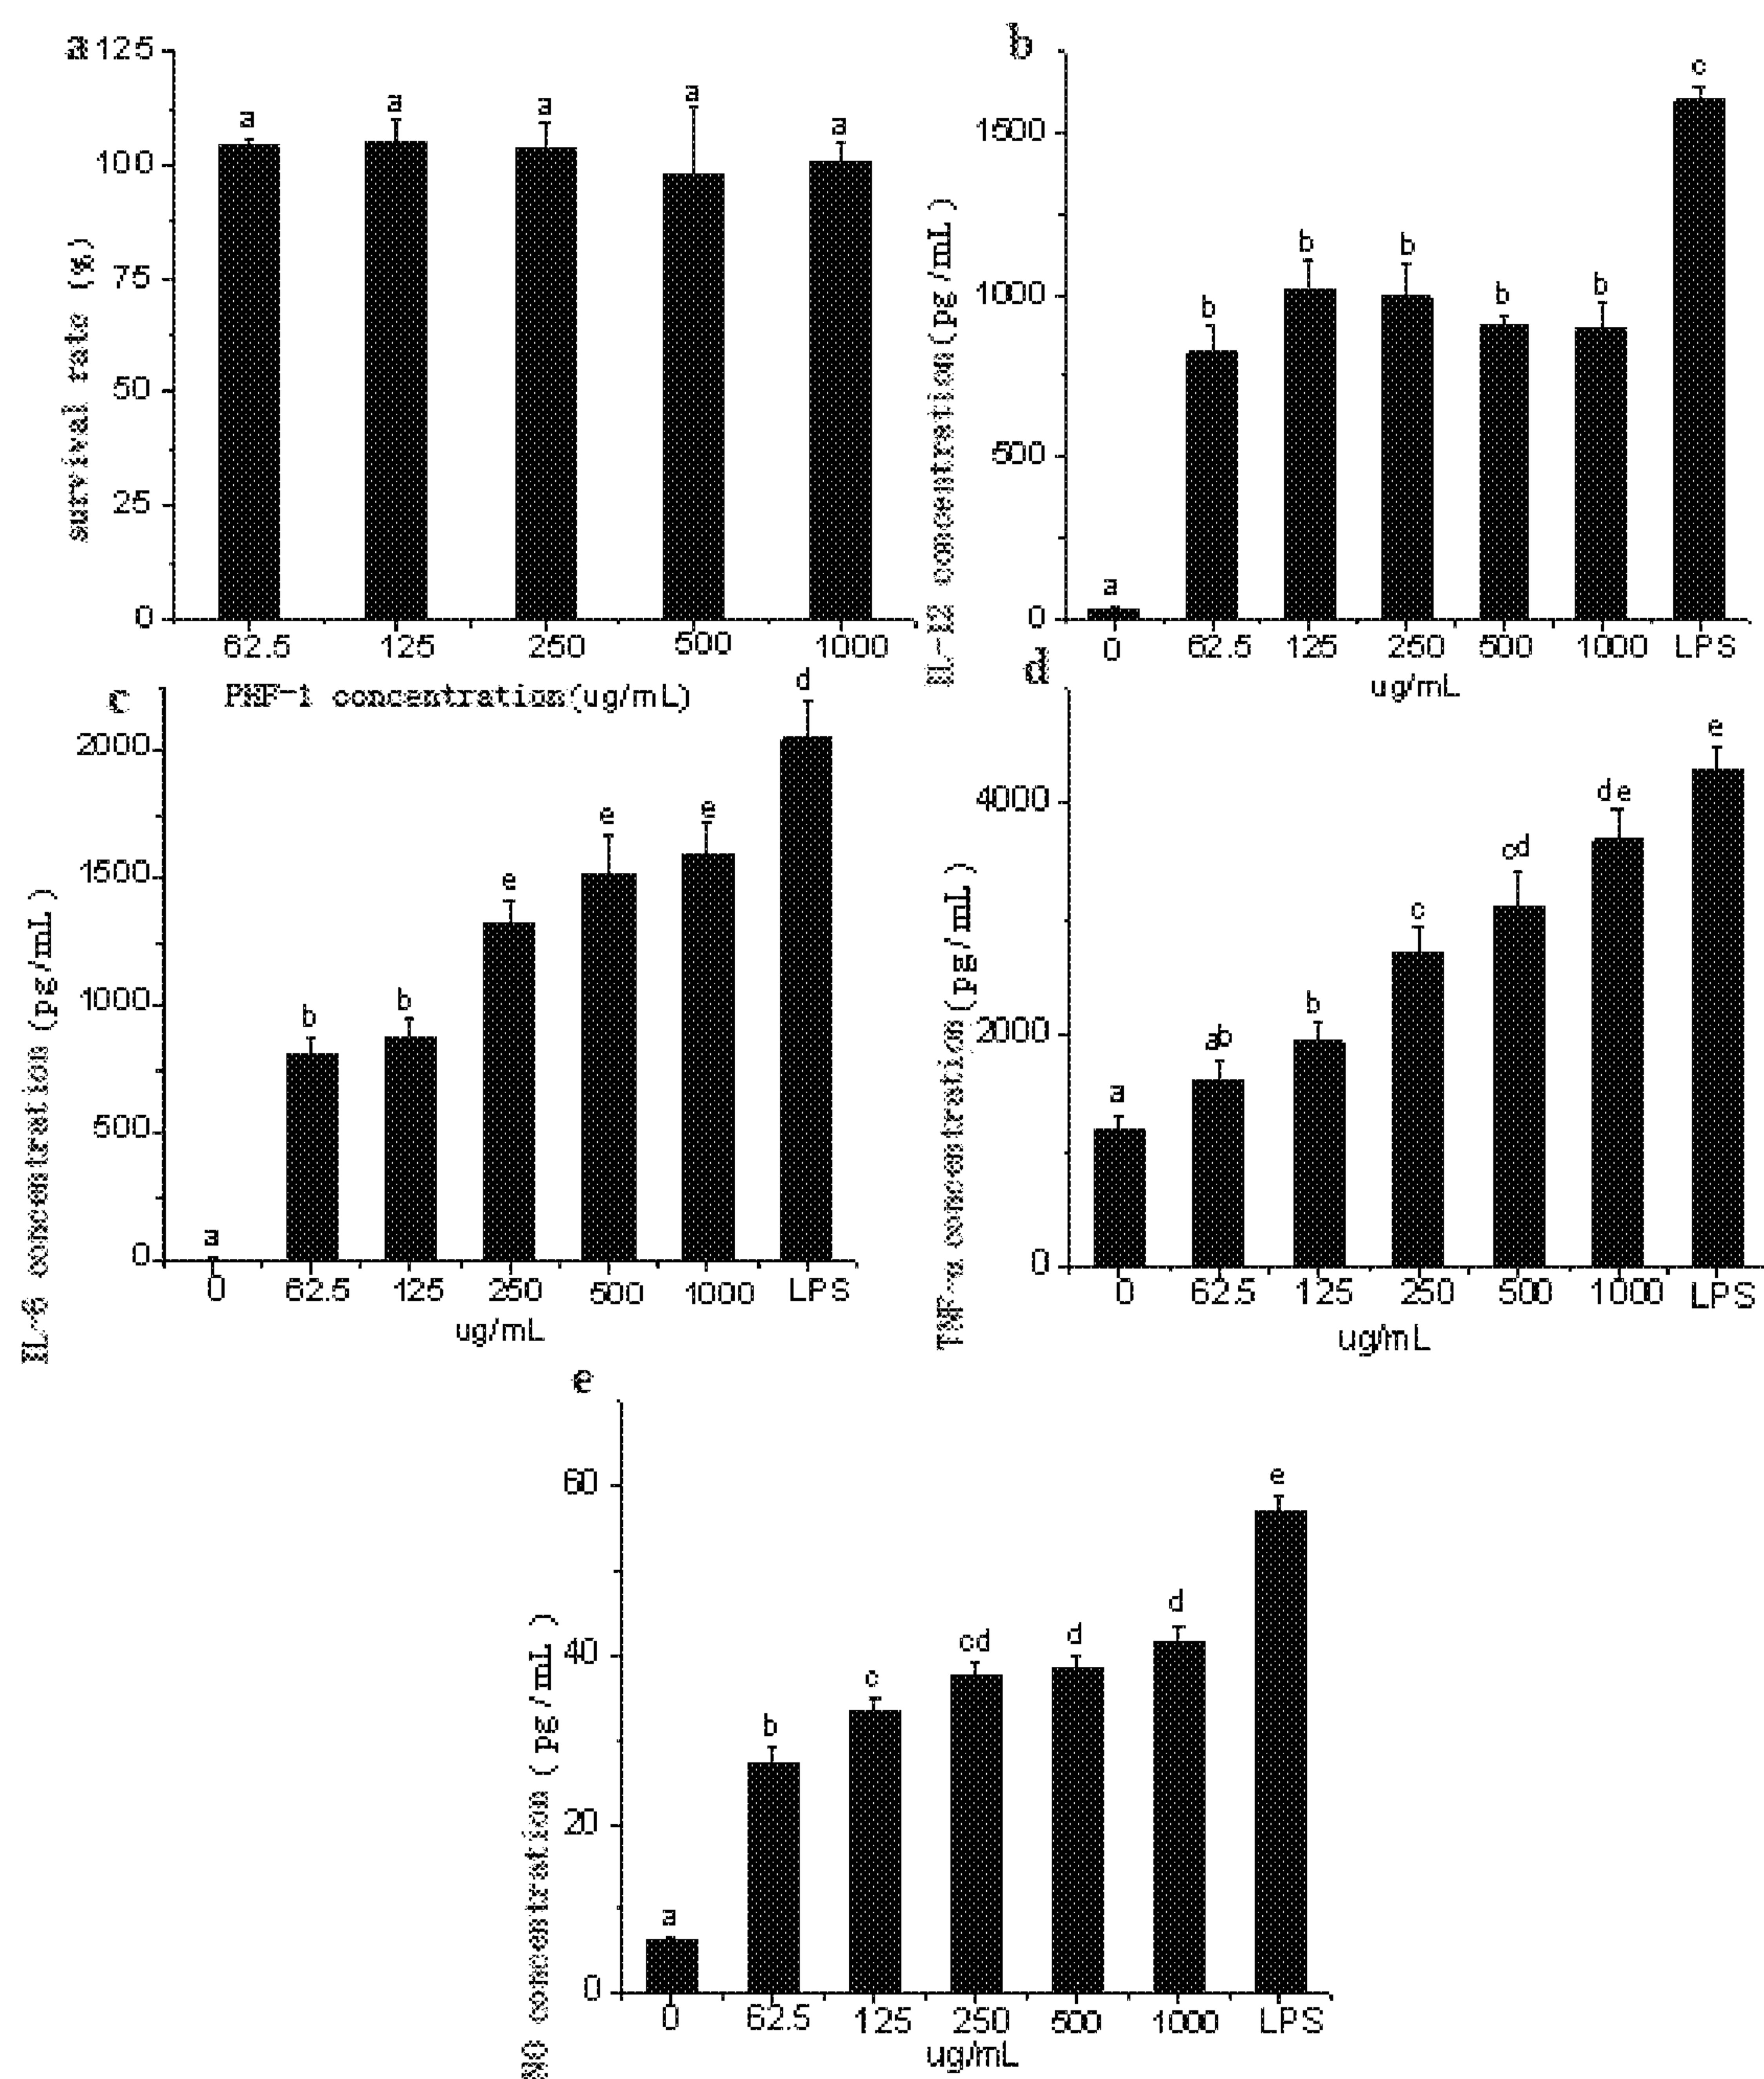 a
125
100
75
50
25
0
survival rate (%)
a a a a a
62.5 125 250 500 1000
PHF-1 concentration(ug/mL)
b
1500
1000
500
0
IL-12 concentration(pg/mL)
a b b b b b c
0 62.5 125 250 500 1000 LPS
ug/mL
c
2000
1500
1000
500
0
IL-6 concentration(pg/mL)
a b b e e e d
0 62.5 125 250 500 1000 LPS
ug/mL
d
4000
2000
0
TNF-α concentration(pg/mL)
a ab b c cd de e
0 62.5 125 250 500 1000 LPS
ug/mL
e
60
40
20
0
NO concentration(pg/mL)
a b c cd d d e
0 62.5 125 250 500 1000 LPS
ug/mL